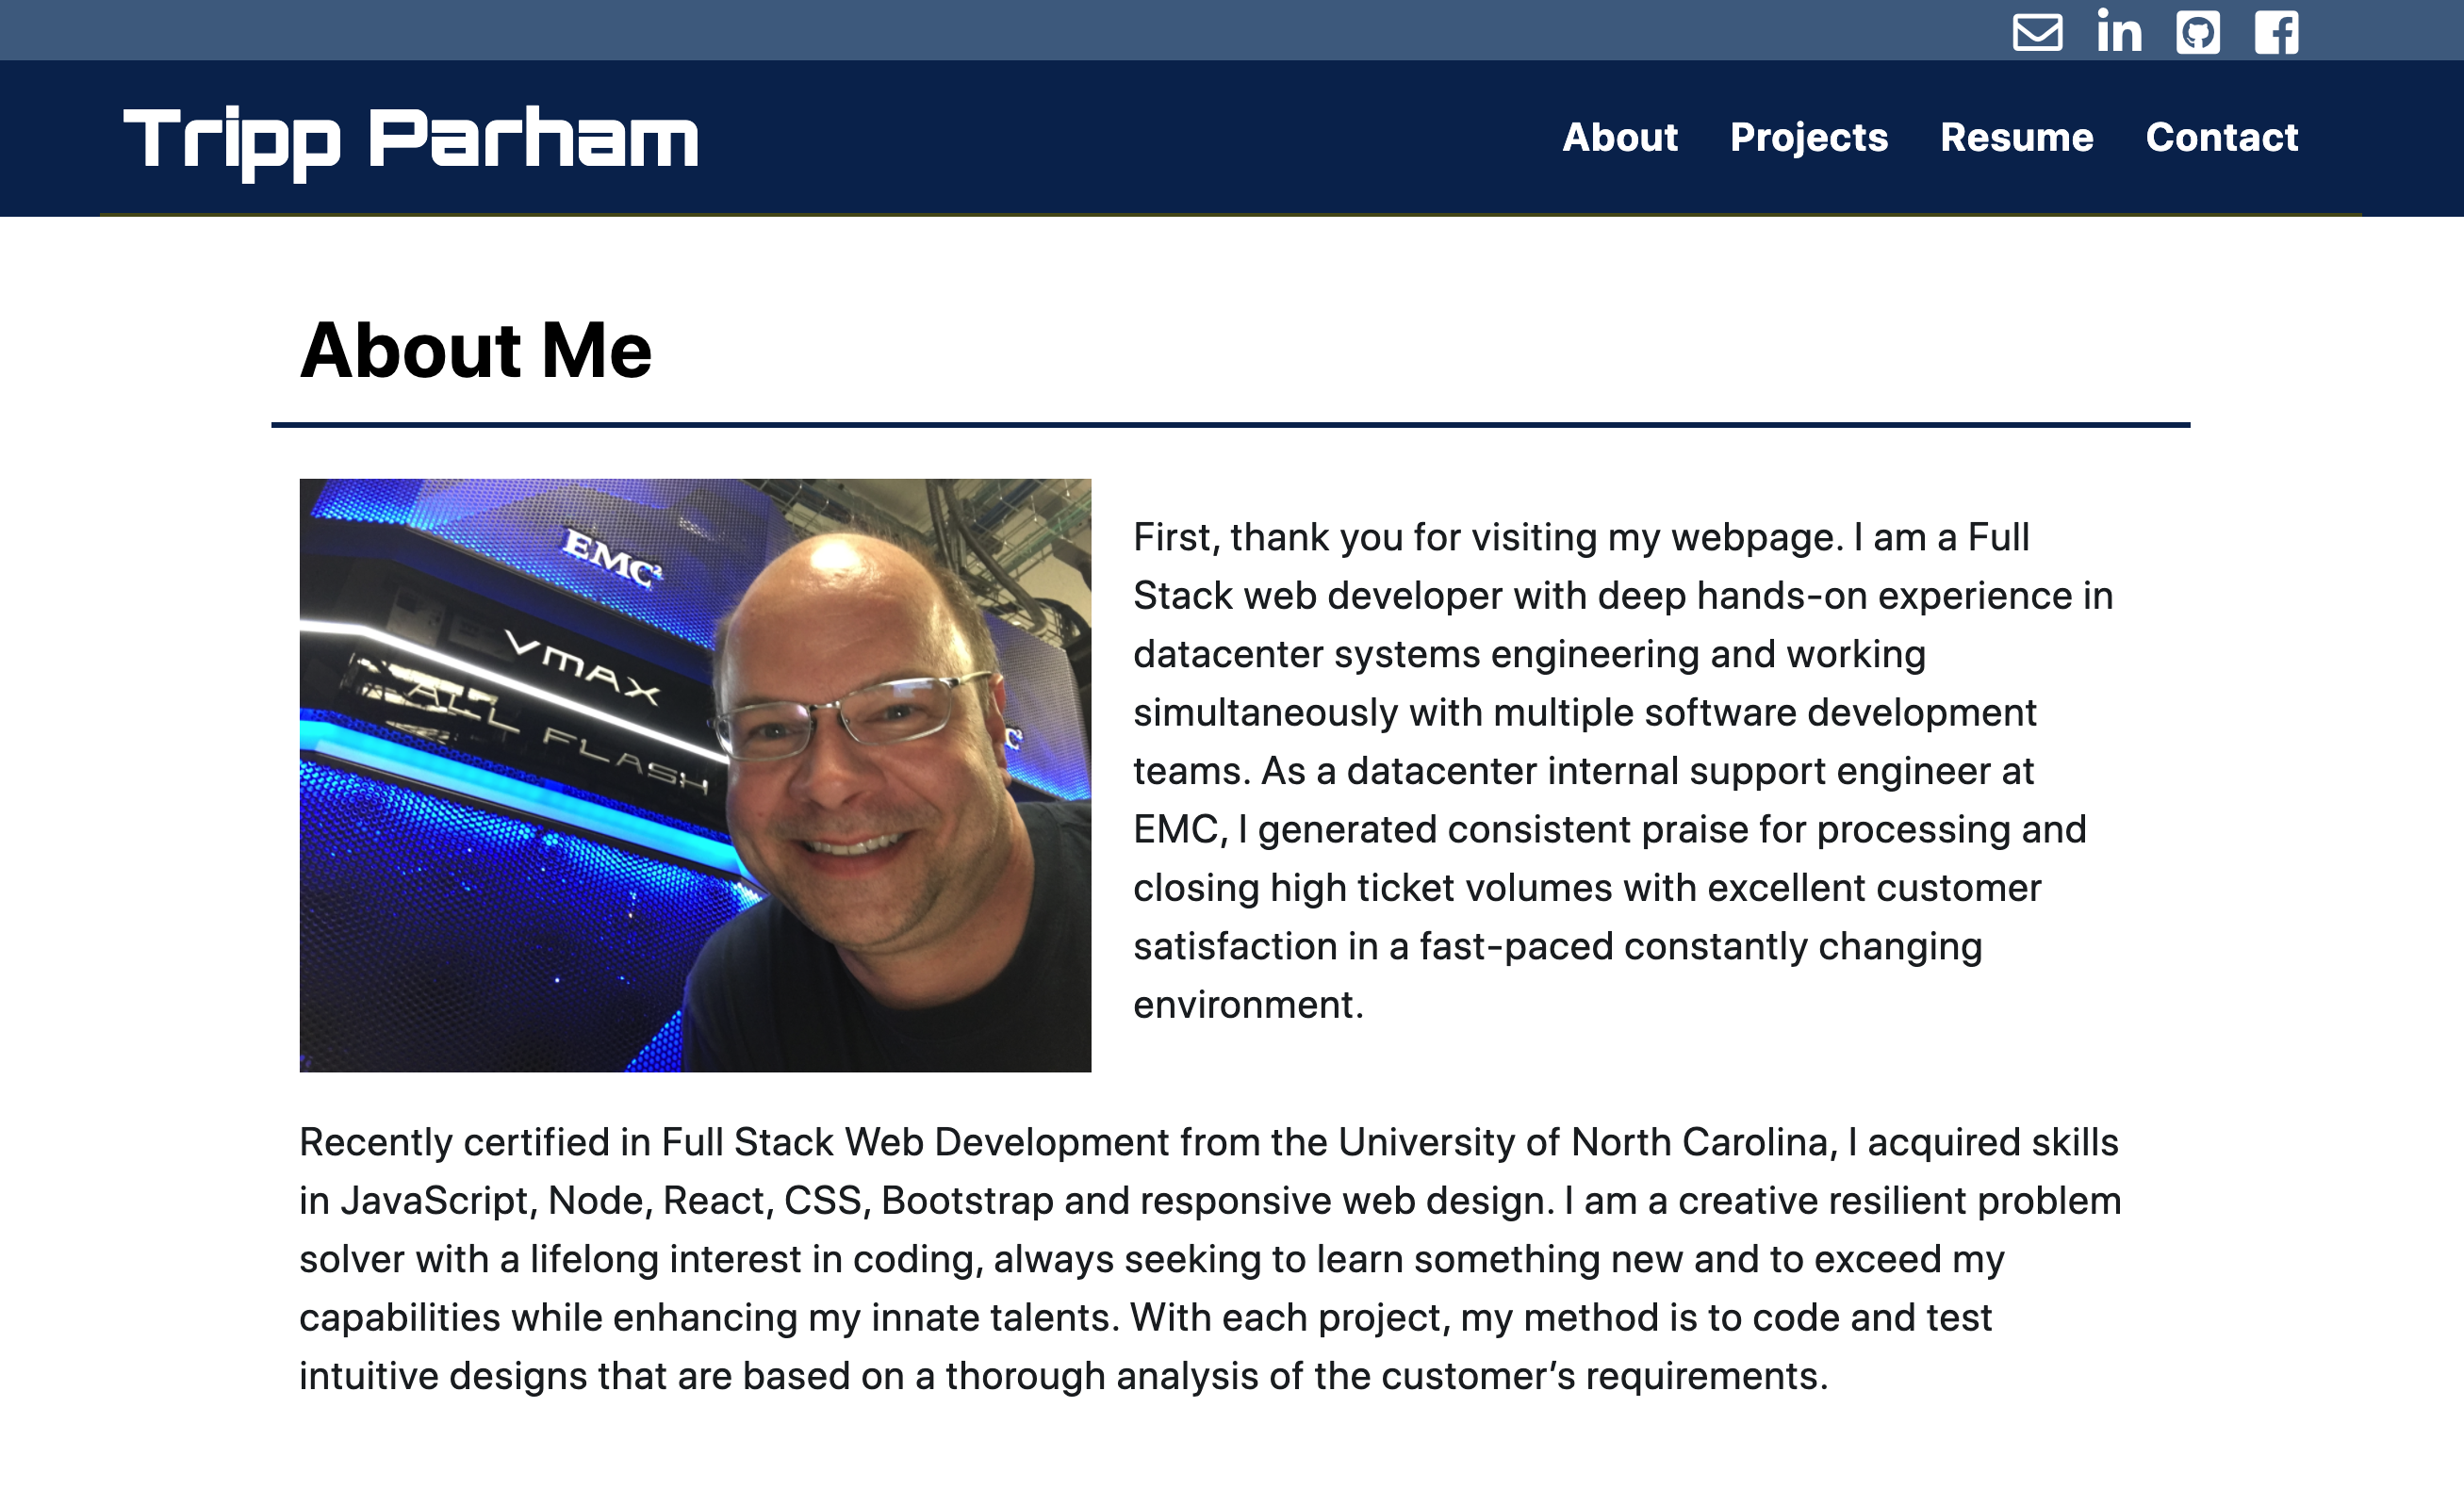 in
Tripp Parham
About Projects Resume Contact
About Me
EMC²
VMAX
ALL FLASH
C²
First, thank you for visiting my webpage. I am a Full
Stack web developer with deep hands-on experience in
datacenter systems engineering and working
simultaneously with multiple software development
teams. As a datacenter internal support engineer at
EMC, I generated consistent praise for processing and
closing high ticket volumes with excellent customer
satisfaction in a fast-paced constantly changing
environment.
Recently certified in Full Stack Web Development from the University of North Carolina, I acquired skills
in JavaScript, Node, React, CSS, Bootstrap and responsive web design. I am a creative resilient problem
solver with a lifelong interest in coding, always seeking to learn something new and to exceed my
capabilities while enhancing my innate talents. With each project, my method is to code and test
intuitive designs that are based on a thorough analysis of the customer’s requirements.